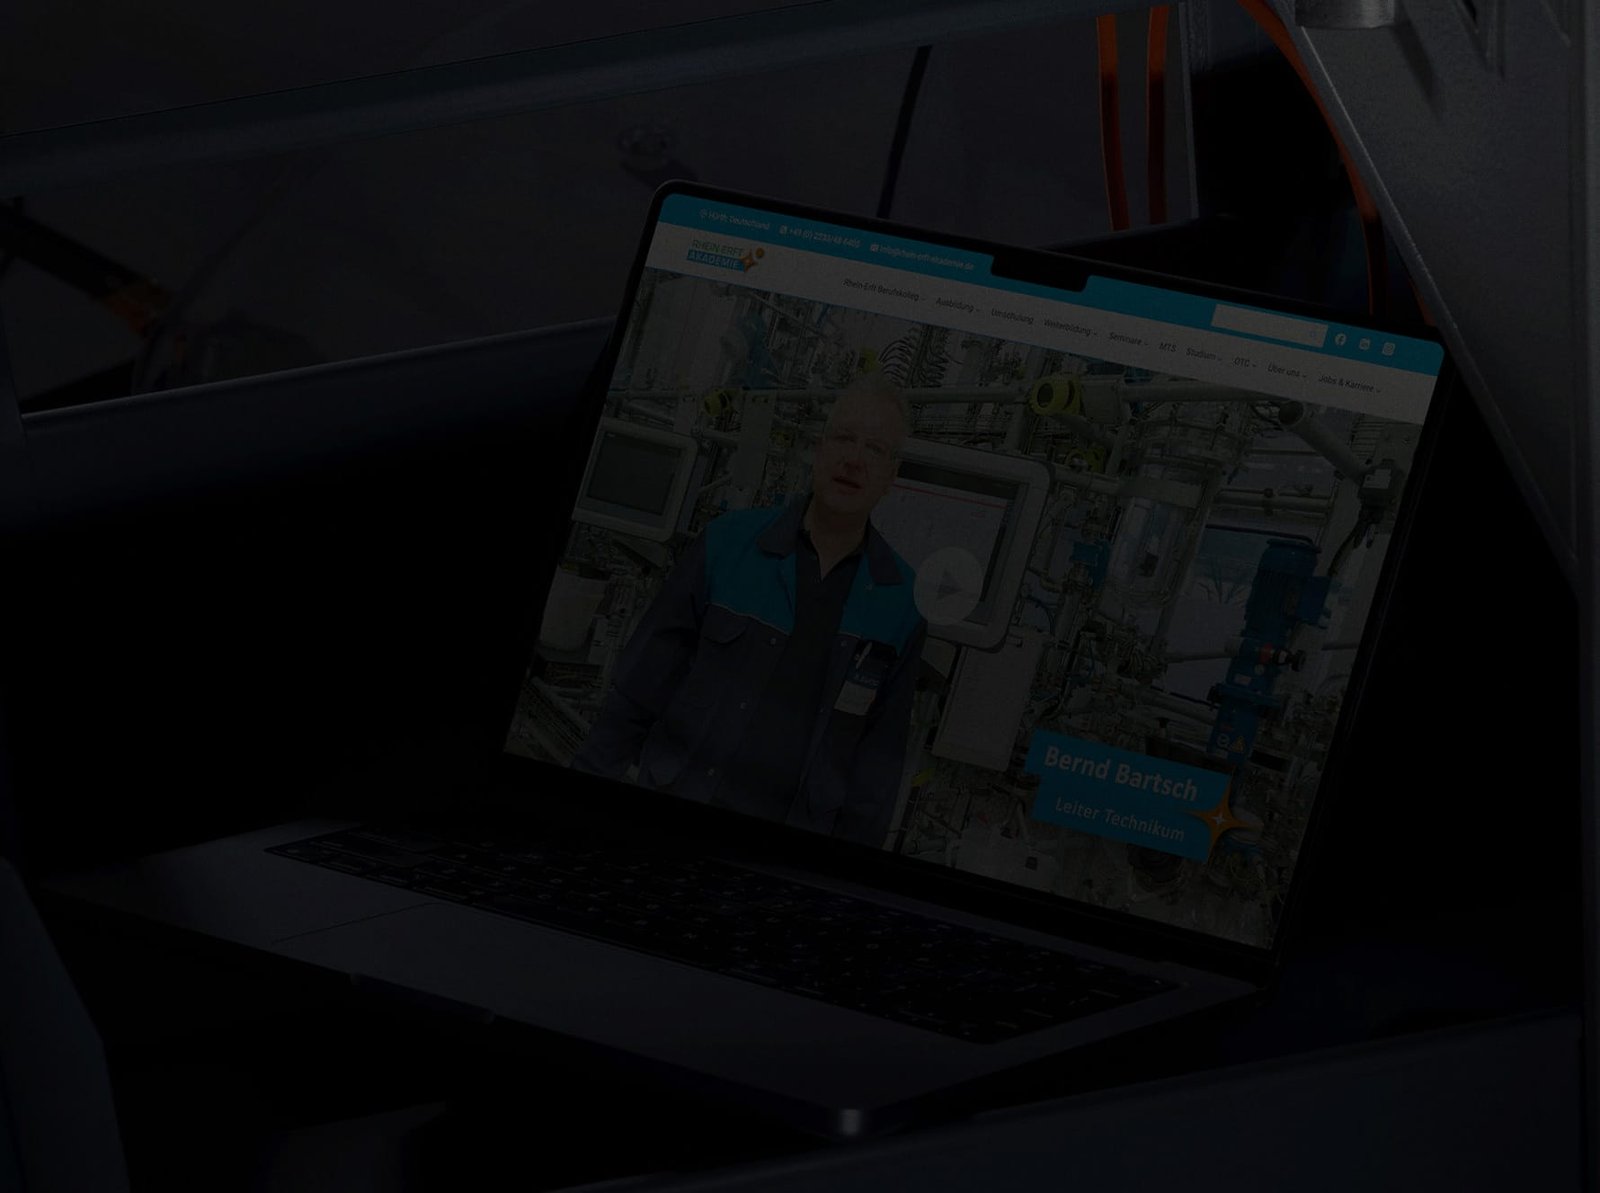 Hürth, Deutschland +49 (0) 2233/48 6405 info@rhein-erft-akademie.de
RHEIN-ERFT
AKADEMIE
Rhein-Erft Berufskolleg Ausbildung Umschulung Weiterbildung Seminare MTS Studium OTC Über uns Jobs & Karriere
Bernd Bartsch
Leiter Technikum